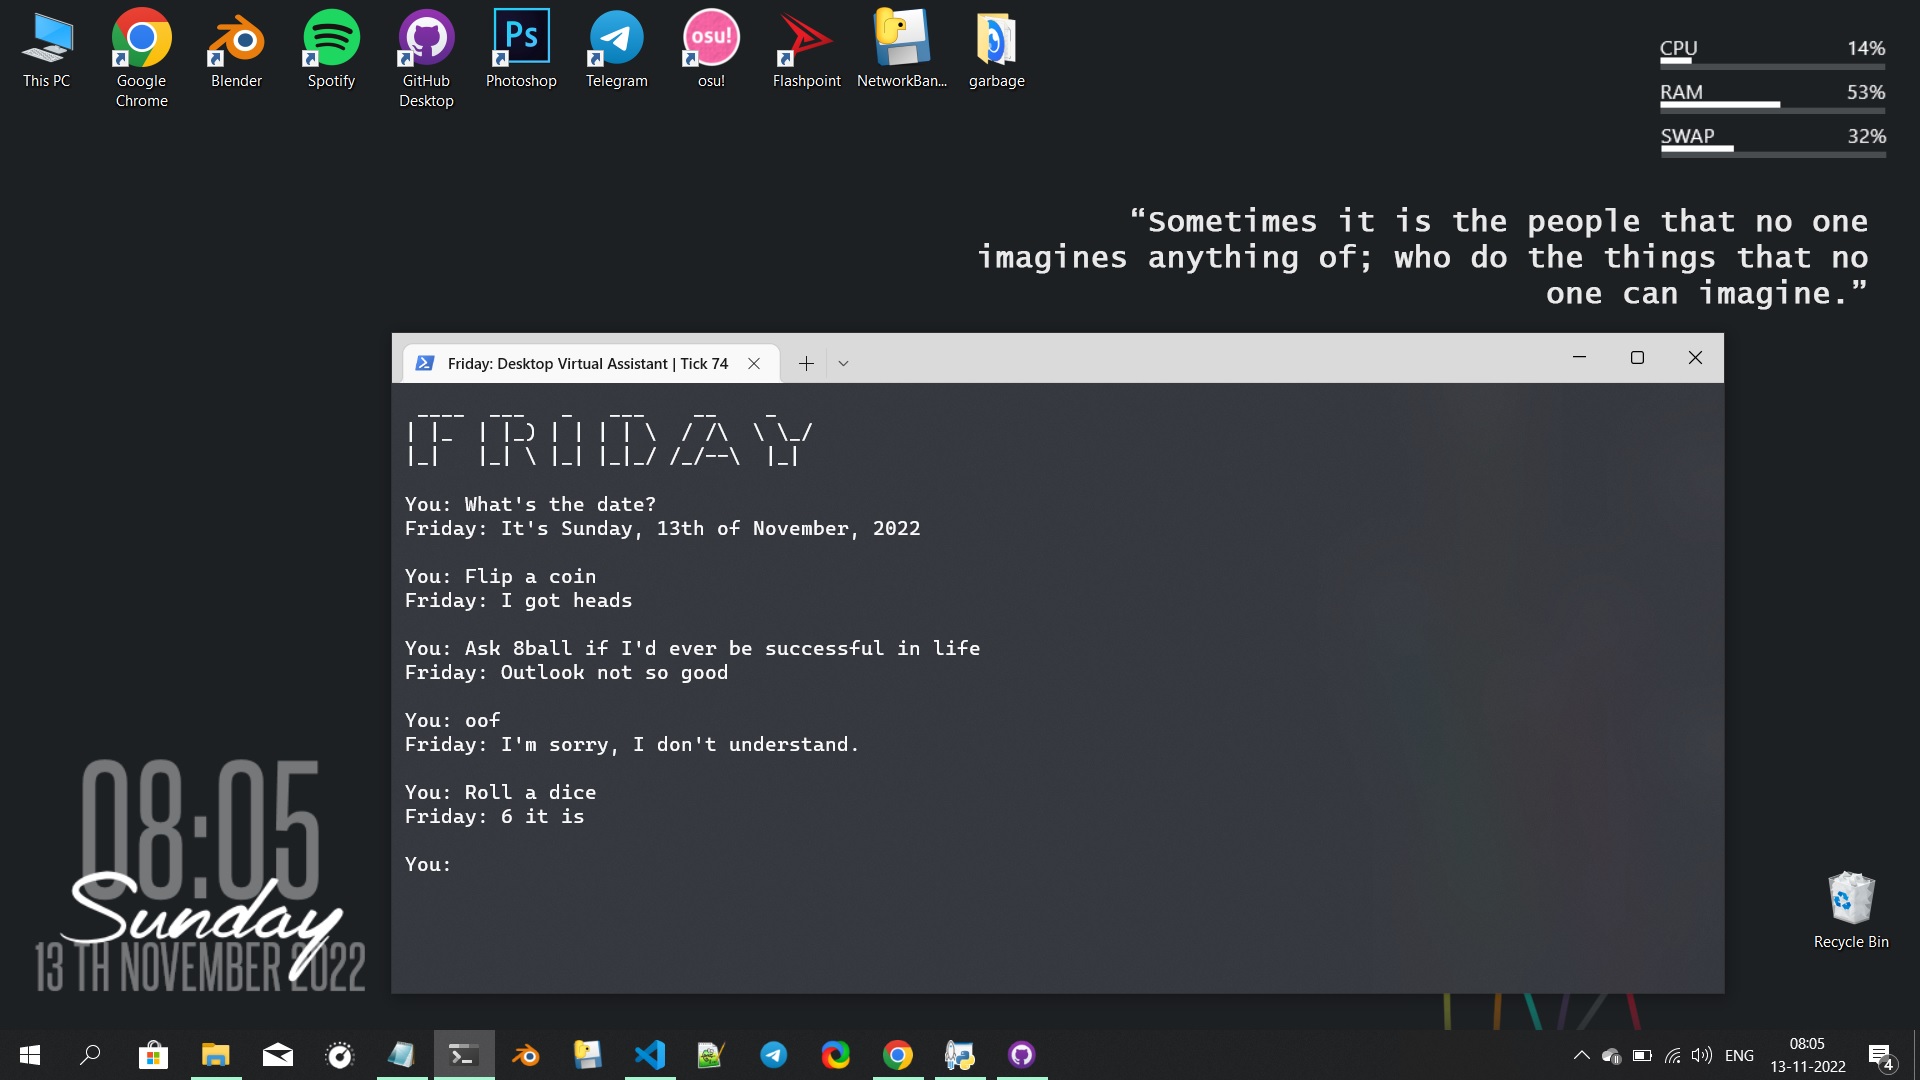 This PC
Google
Chrome
Blender
Spotify
GitHub
Desktop
Ps
Photoshop
Telegram
osu!
osu!
Flashpoint
NetworkBan...
garbage
CPU 14%
RAM 53%
SWAP 32%
“Sometimes it is the people that no one
imagines anything of; who do the things that no
one can imagine.”
Friday: Desktop Virtual Assistant | Tick 74
FRIDAY
You: What's the date?
Friday: It's Sunday, 13th of November, 2022
You: Flip a coin
Friday: I got heads
You: Ask 8ball if I'd ever be successful in life
Friday: Outlook not so good
You: oof
Friday: I'm sorry, I don't understand.
You: Roll a dice
Friday: 6 it is
You:
08:05
Sunday
13 TH NOVEMBER 2022
Recycle Bin
ENG
08:05
13-11-2022
4